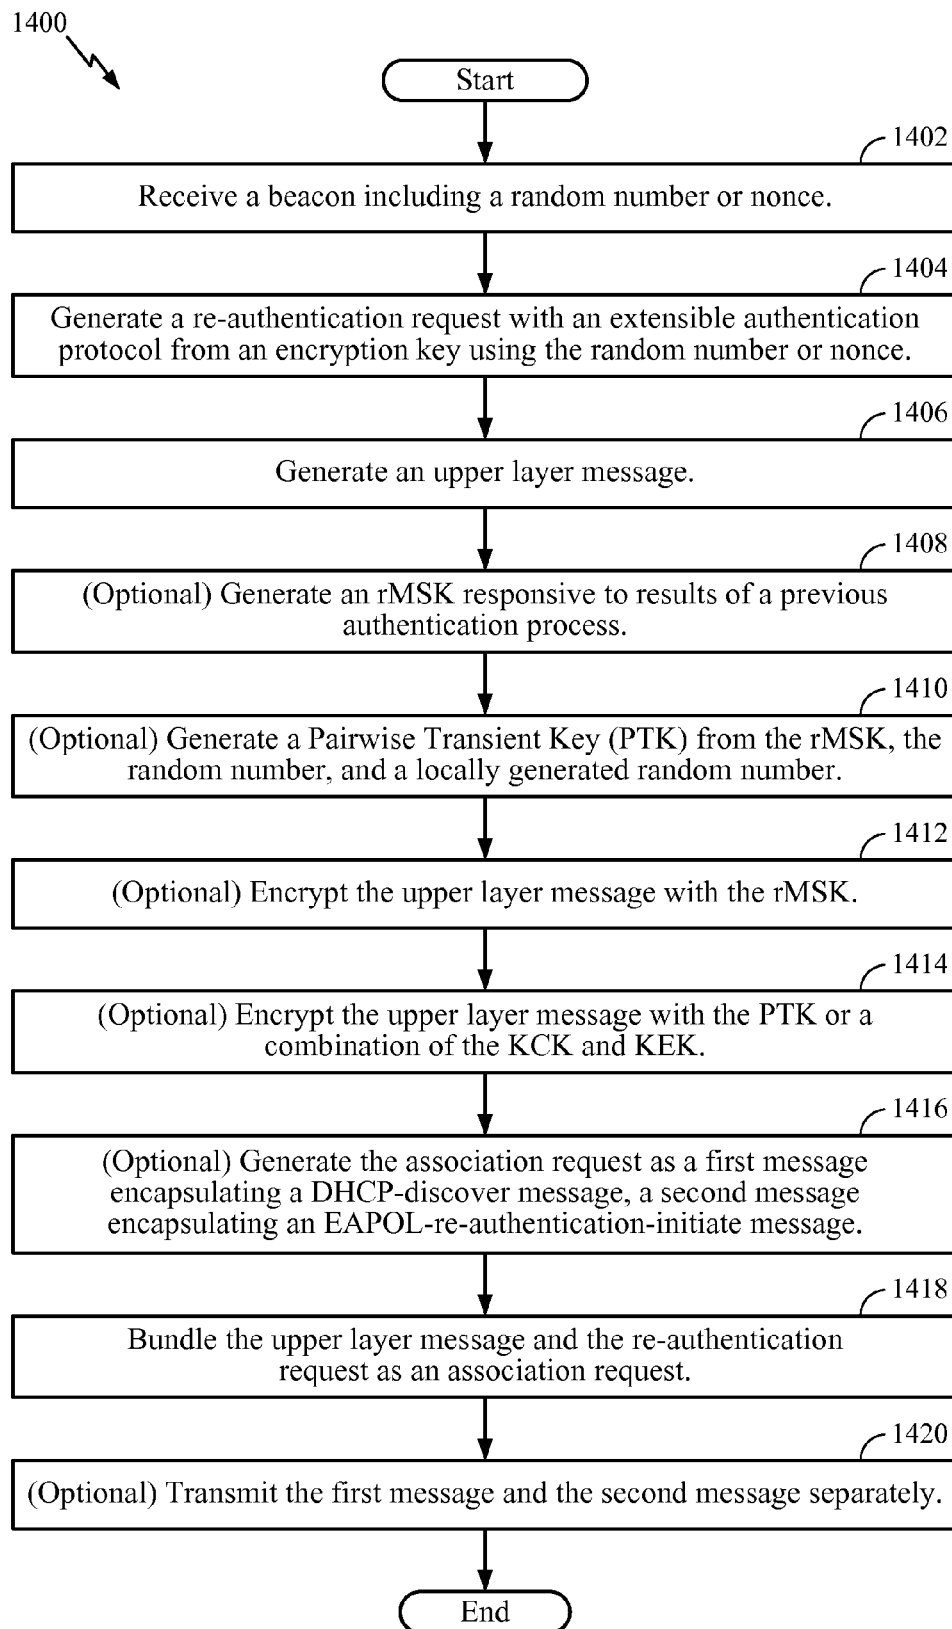 1400
Start
1402
Receive a beacon including a random number or nonce.
1404
Generate a re-authentication request with an extensible authentication
protocol from an encryption key using the random number or nonce.
1406
Generate an upper layer message.
1408
(Optional) Generate an rMSK responsive to results of a previous
authentication process.
1410
(Optional) Generate a Pairwise Transient Key (PTK) from the rMSK, the
random number, and a locally generated random number.
1412
(Optional) Encrypt the upper layer message with the rMSK.
1414
(Optional) Encrypt the upper layer message with the PTK or a
combination of the KCK and KEK.
1416
(Optional) Generate the association request as a first message
encapsulating a DHCP-discover message, a second message
encapsulating an EAPOL-re-authentication-initiate message.
1418
Bundle the upper layer message and the re-authentication
request as an association request.
1420
(Optional) Transmit the first message and the second message separately.
End